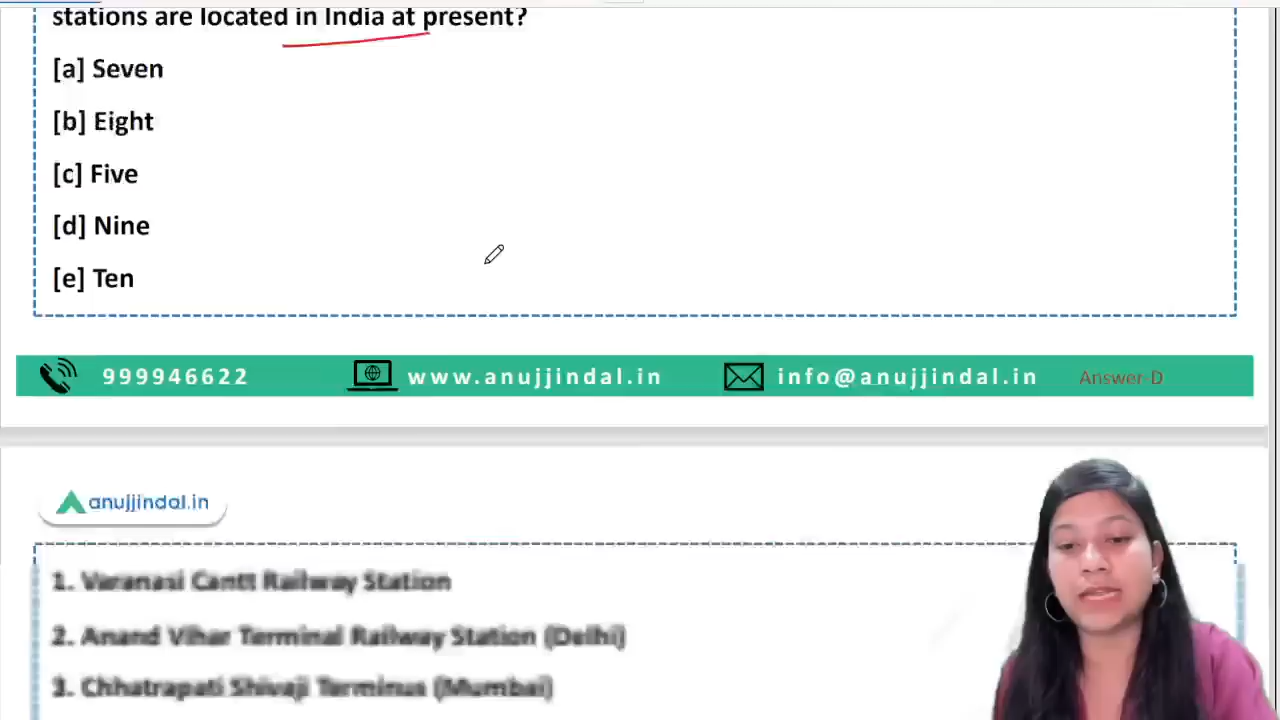 stations are located in India at present?
[a] Seven
[b] Eight
[c] Five
[d] Nine
[e] Ten
999946622 www.anujjindal.in info@anujjindal.in Answer-D
anujjindal.in
1. Varanasi Cantt Railway Station
2. Anand Vihar Terminal Railway Station (Delhi)
3. Chhatrapati Shivaji Terminus (Mumbai)